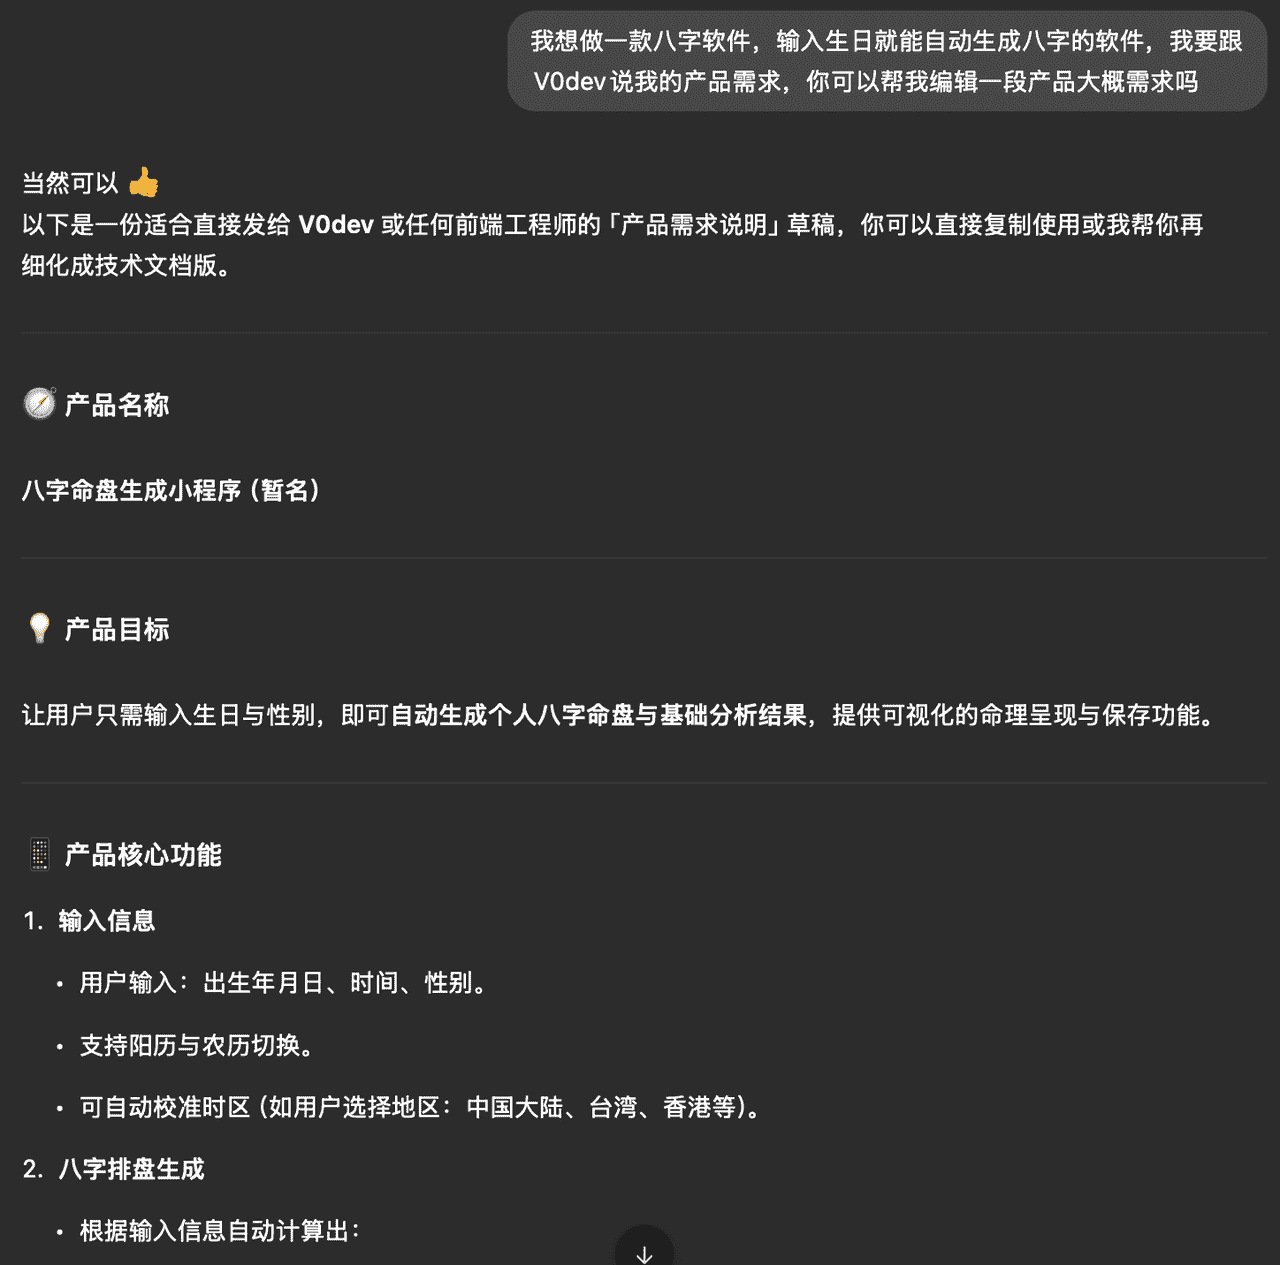 我想做一款八字软件，输入生日就能自动生成八字的软件，我要跟
V0dev说我的产品需求，你可以帮我编辑一段产品大概需求吗
当然可以 👍
以下是一份适合直接发给 V0dev 或任何前端工程师的「产品需求说明」草稿，你可以直接复制使用或我帮你再
细化成技术文档版。
🧭 产品名称
八字命盘生成小程序（暂名）
💡 产品目标
让用户只需输入生日与性别，即可自动生成个人八字命盘与基础分析结果，提供可视化的命理呈现与保存功能。
📱 产品核心功能
1. 输入信息
• 用户输入：出生年月日、时间、性别。
• 支持阳历与农历切换。
• 可自动校准时区（如用户选择地区：中国大陆、台湾、香港等）。
2. 八字排盘生成
• 根据输入信息自动计算出：